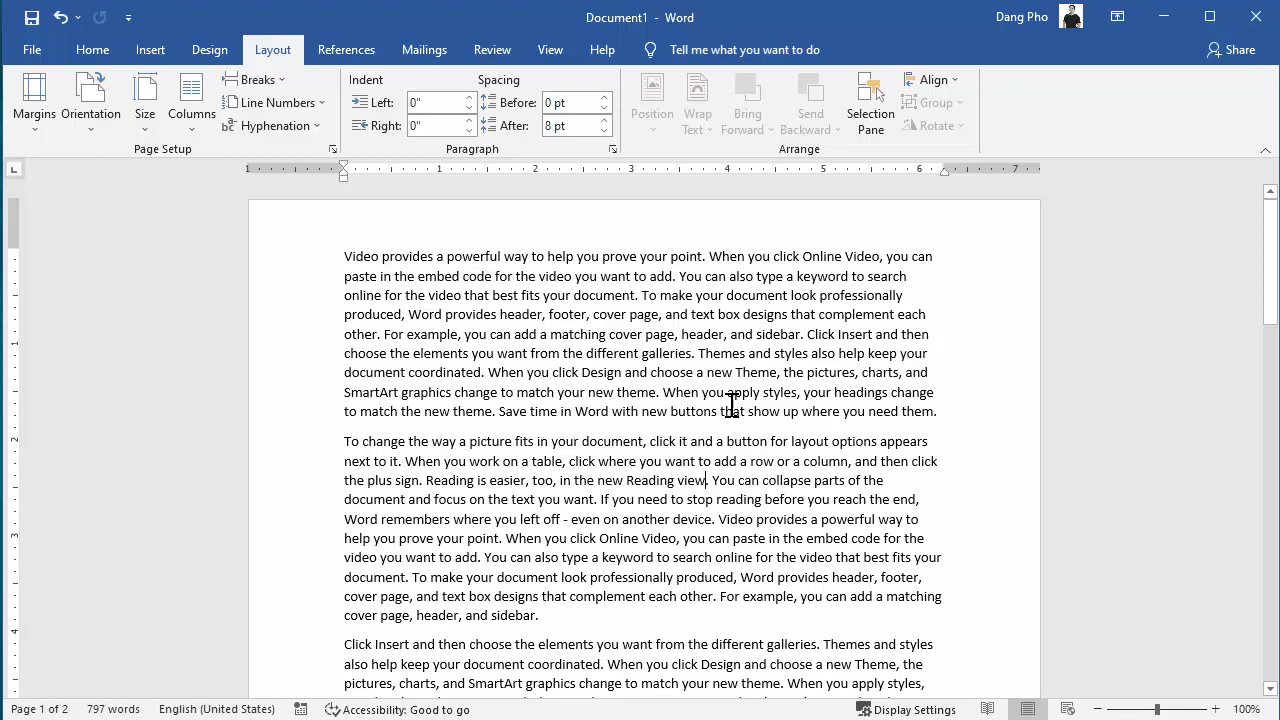 Document1 - Word
Dang Pho
File Home Insert Design Layout References Mailings Review View Help Tell me what you want to do Share
Margins Orientation Size Columns
Breaks
Line Numbers
Hyphenation
Page Setup
Indent
Left: 0"
Right: 0"
Spacing
Before: 0 pt
After: 8 pt
Paragraph
Position
Wrap
Text
Bring
Forward
Send
Backward
Selection
Pane
Align
Group
Rotate
Arrange
L
1 1 2 3 4 5 6 7
1
2
3
4
Video provides a powerful way to help you prove your point. When you click Online Video, you can
paste in the embed code for the video you want to add. You can also type a keyword to search
online for the video that best fits your document. To make your document look professionally
produced, Word provides header, footer, cover page, and text box designs that complement each
other. For example, you can add a matching cover page, header, and sidebar. Click Insert and then
choose the elements you want from the different galleries. Themes and styles also help keep your
document coordinated. When you click Design and choose a new Theme, the pictures, charts, and
SmartArt graphics change to match your new theme. When you apply styles, your headings change
to match the new theme. Save time in Word with new buttons that show up where you need them.
To change the way a picture fits in your document, click it and a button for layout options appears
next to it. When you work on a table, click where you want to add a row or a column, and then click
the plus sign. Reading is easier, too, in the new Reading view. You can collapse parts of the
document and focus on the text you want. If you need to stop reading before you reach the end,
Word remembers where you left off - even on another device. Video provides a powerful way to
help you prove your point. When you click Online Video, you can paste in the embed code for the
video you want to add. You can also type a keyword to search online for the video that best fits your
document. To make your document look professionally produced, Word provides header, footer,
cover page, and text box designs that complement each other. For example, you can add a matching
cover page, header, and sidebar.
Click Insert and then choose the elements you want from the different galleries. Themes and styles
also help keep your document coordinated. When you click Design and choose a new Theme, the
pictures, charts, and SmartArt graphics change to match your new theme. When you apply styles,
Page 1 of 2 797 words English (United States) Accessibility: Good to go Display Settings 100%